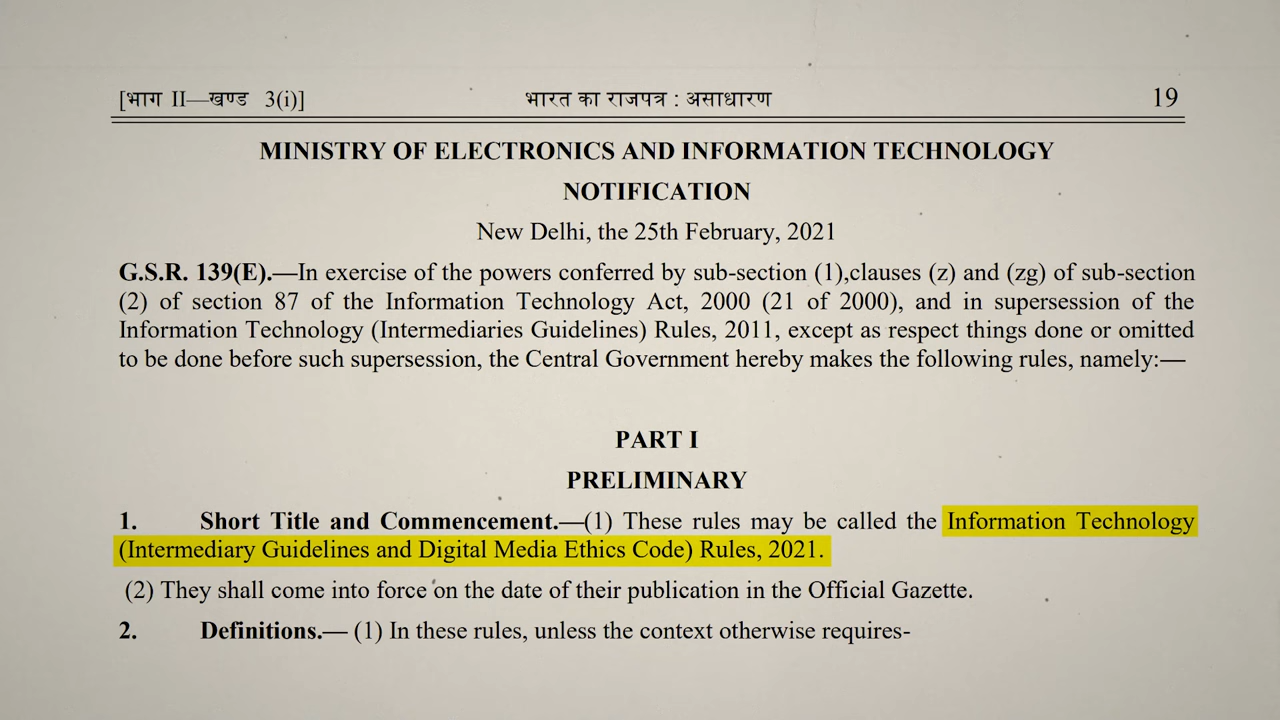 [भाग II—खण्ड 3(i)] भारत का राजपत्र : असाधारण 19
MINISTRY OF ELECTRONICS AND INFORMATION TECHNOLOGY
NOTIFICATION
New Delhi, the 25th February, 2021
G.S.R. 139(E).—In exercise of the powers conferred by sub-section (1),clauses (z) and (zg) of sub-section
(2) of section 87 of the Information Technology Act, 2000 (21 of 2000), and in supersession of the
Information Technology (Intermediaries Guidelines) Rules, 2011, except as respect things done or omitted
to be done before such supersession, the Central Government hereby makes the following rules, namely:—
PART I
PRELIMINARY
1. Short Title and Commencement.—(1) These rules may be called the Information Technology
(Intermediary Guidelines and Digital Media Ethics Code) Rules, 2021.
(2) They shall come into force on the date of their publication in the Official Gazette.
2. Definitions.— (1) In these rules, unless the context otherwise requires-